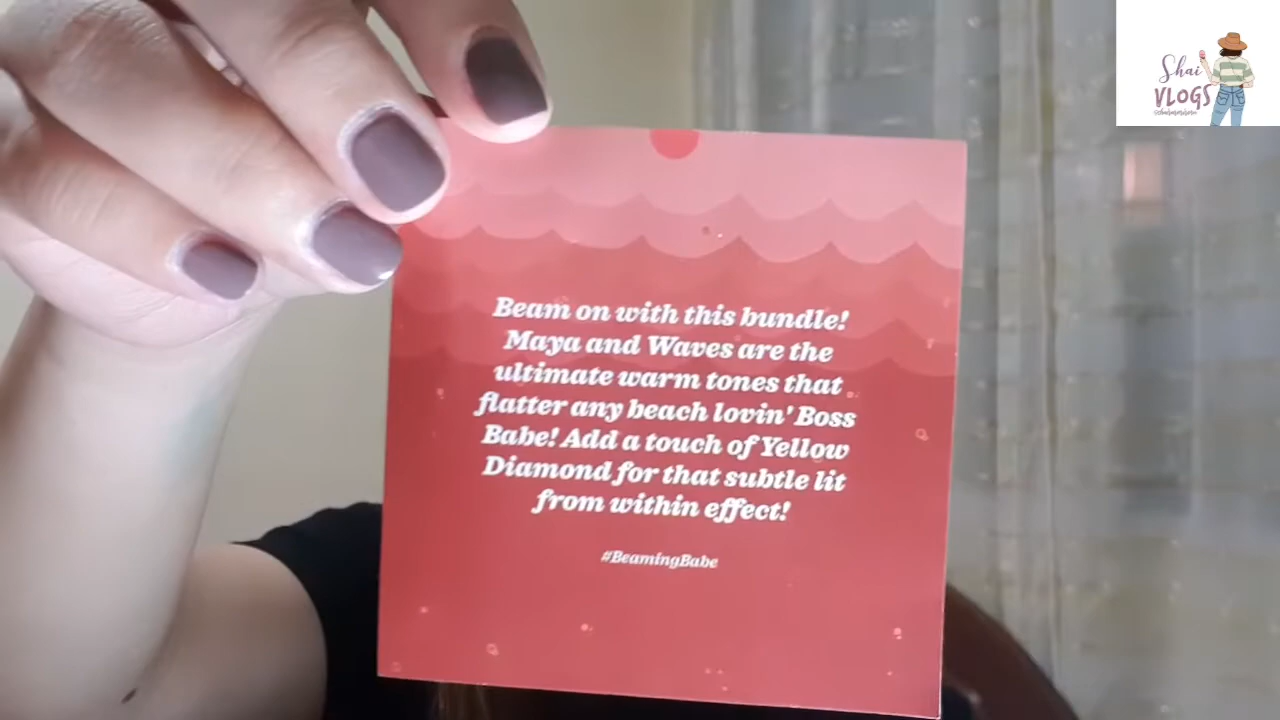 Shai
VLOGS
Beam on with this bundle!
Maya and Waves are the
ultimate warm tones that
flatter any beach lovin' Boss
Babe! Add a touch of Yellow
Diamond for that subtle lit
from within effect!
#BeamingBabe